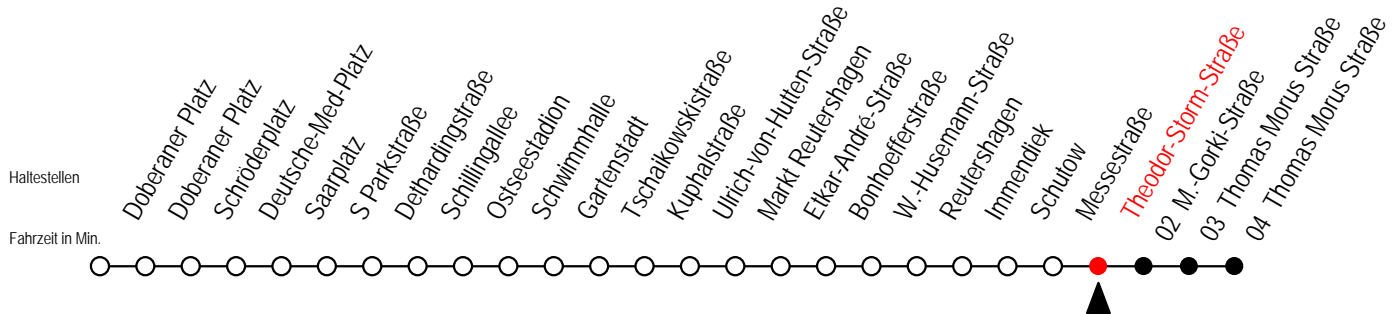 Haltestellen
Fahrzeit in Min.
Doberaner Platz
Doberaner Platz
Schröderplatz
Deutsche-Med-Platz
Saarplatz
S Parkstraße
Dethardingstraße
Schillingallee
Ostseestadion
Schwimmhalle
Gartenstadt
Tschaikowskistraße
Kuphalstraße
Ulrich-von-Hutten-Straße
Markt Reutershagen
Etkar-André-Straße
Bonhoefferstraße
W.-Husemann-Straße
Reutershagen
Immendiek
Schutow
Messestraße
Theodor-Storm-Straße
02 M.-Gorki-Straße
03 Thomas Morus Straße
04 Thomas Morus Straße